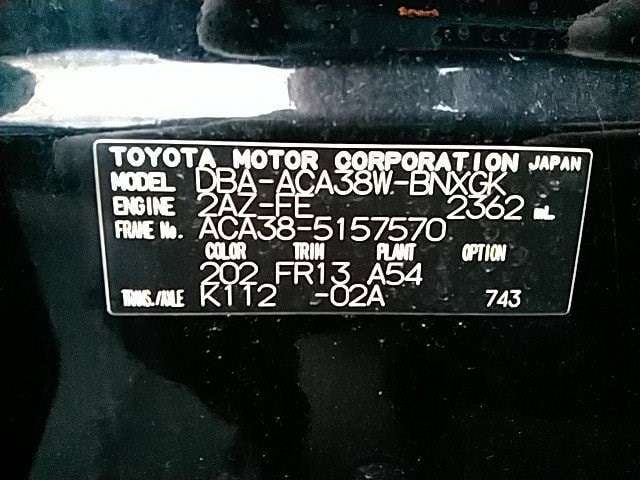 TOYOTA MOTOR CORPORATION JAPAN
MODEL DBA-ACA38W-BNXGK
ENGINE 2AZ-FE 2362 mL
FRAME No. ACA38-5157570
COLOR TRIM PLANT OPTION
202 FR13 A54
TRANS./AXLE K112 -02A 743